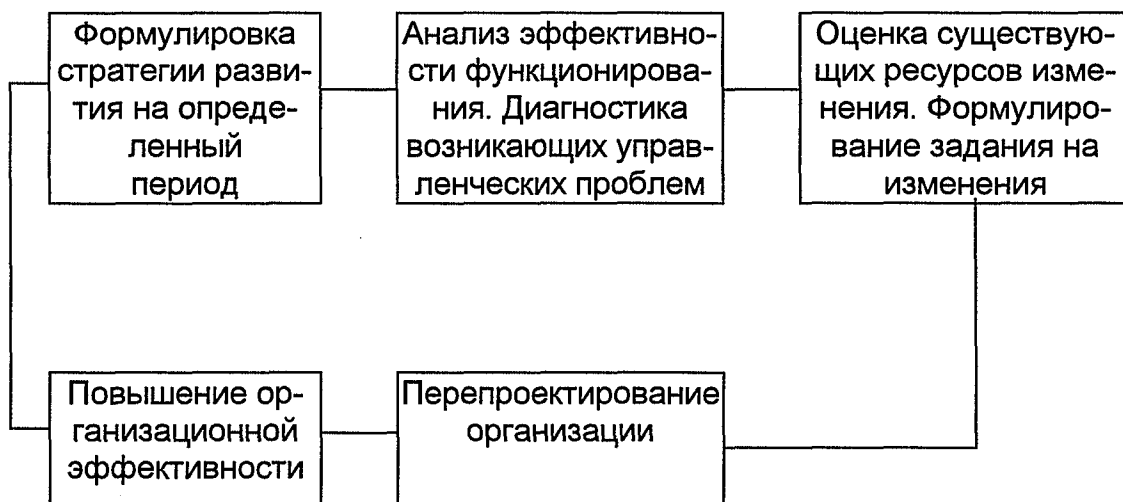 Формулировка
стратегии разви-
тия на опреде-
ленный
период
Анализ эффективно-
сти функционирова-
ния. Диагностика
возникающих управ-
ленческих проблем
Оценка существую-
щих ресурсов изме-
нения. Формулиро-
вание задания на
изменения
Повышение ор-
ганизационной
эффективности
Перепроектирование
организации